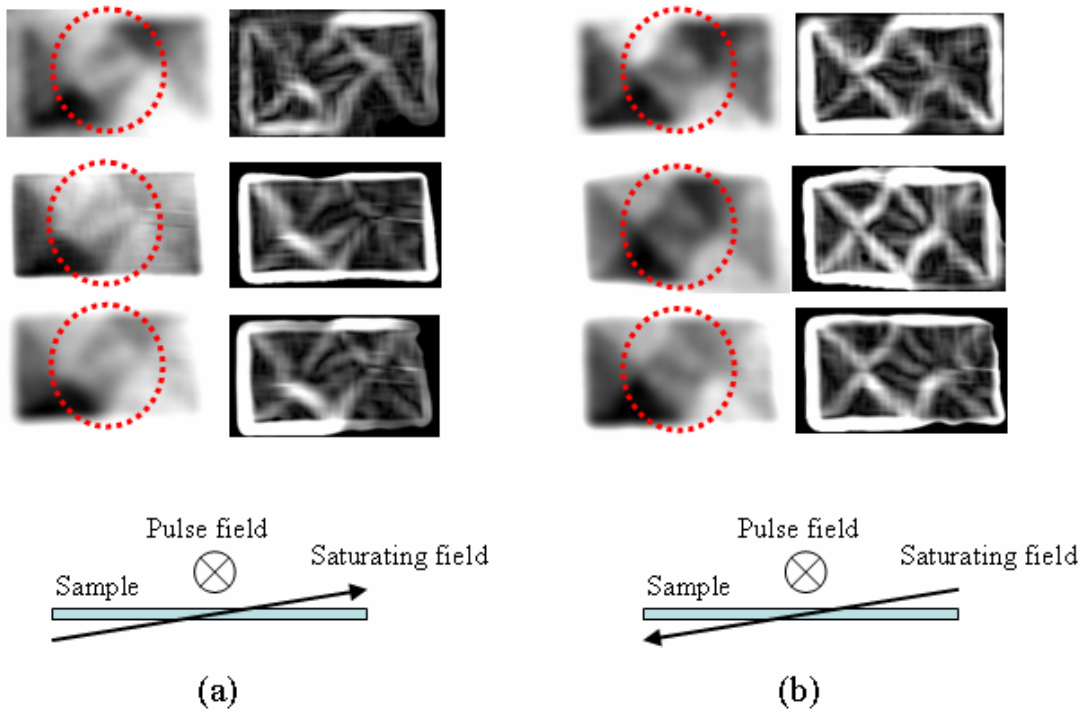 Pulse field
Saturating field
Sample
(a)
Pulse field
Saturating field
Sample
(b)